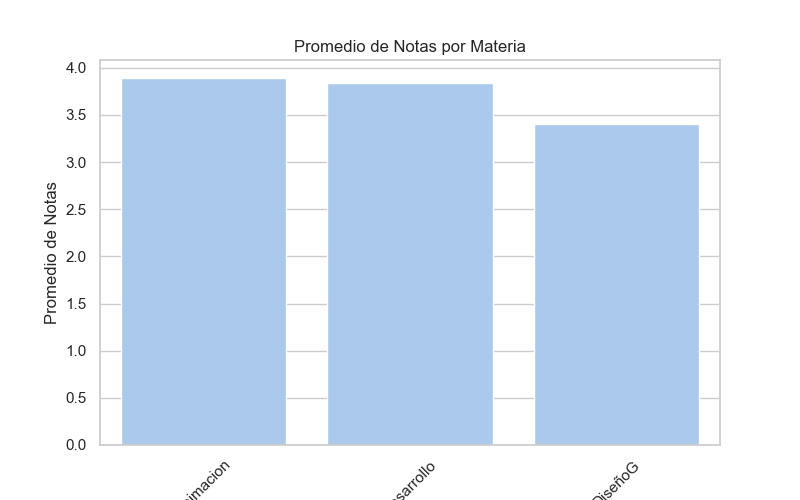 Promedio de Notas por Materia
Promedio de Notas
4.0
3.5
3.0
2.5
2.0
1.5
1.0
0.5
0.0
imacion
sarrollo
DiseñoG